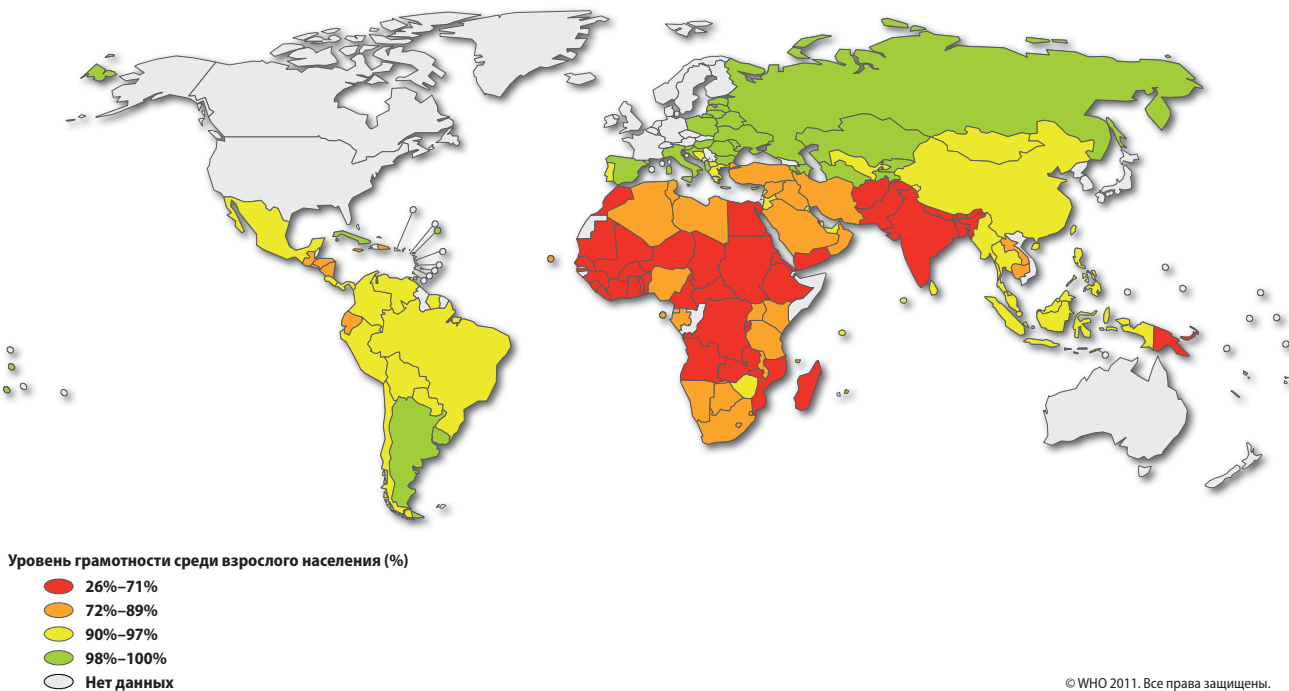 Уровень грамотности среди взрослого населения (%)
26%–71%
72%–89%
90%–97%
98%–100%
Нет данных
© WHO 2011. Все права защищены.